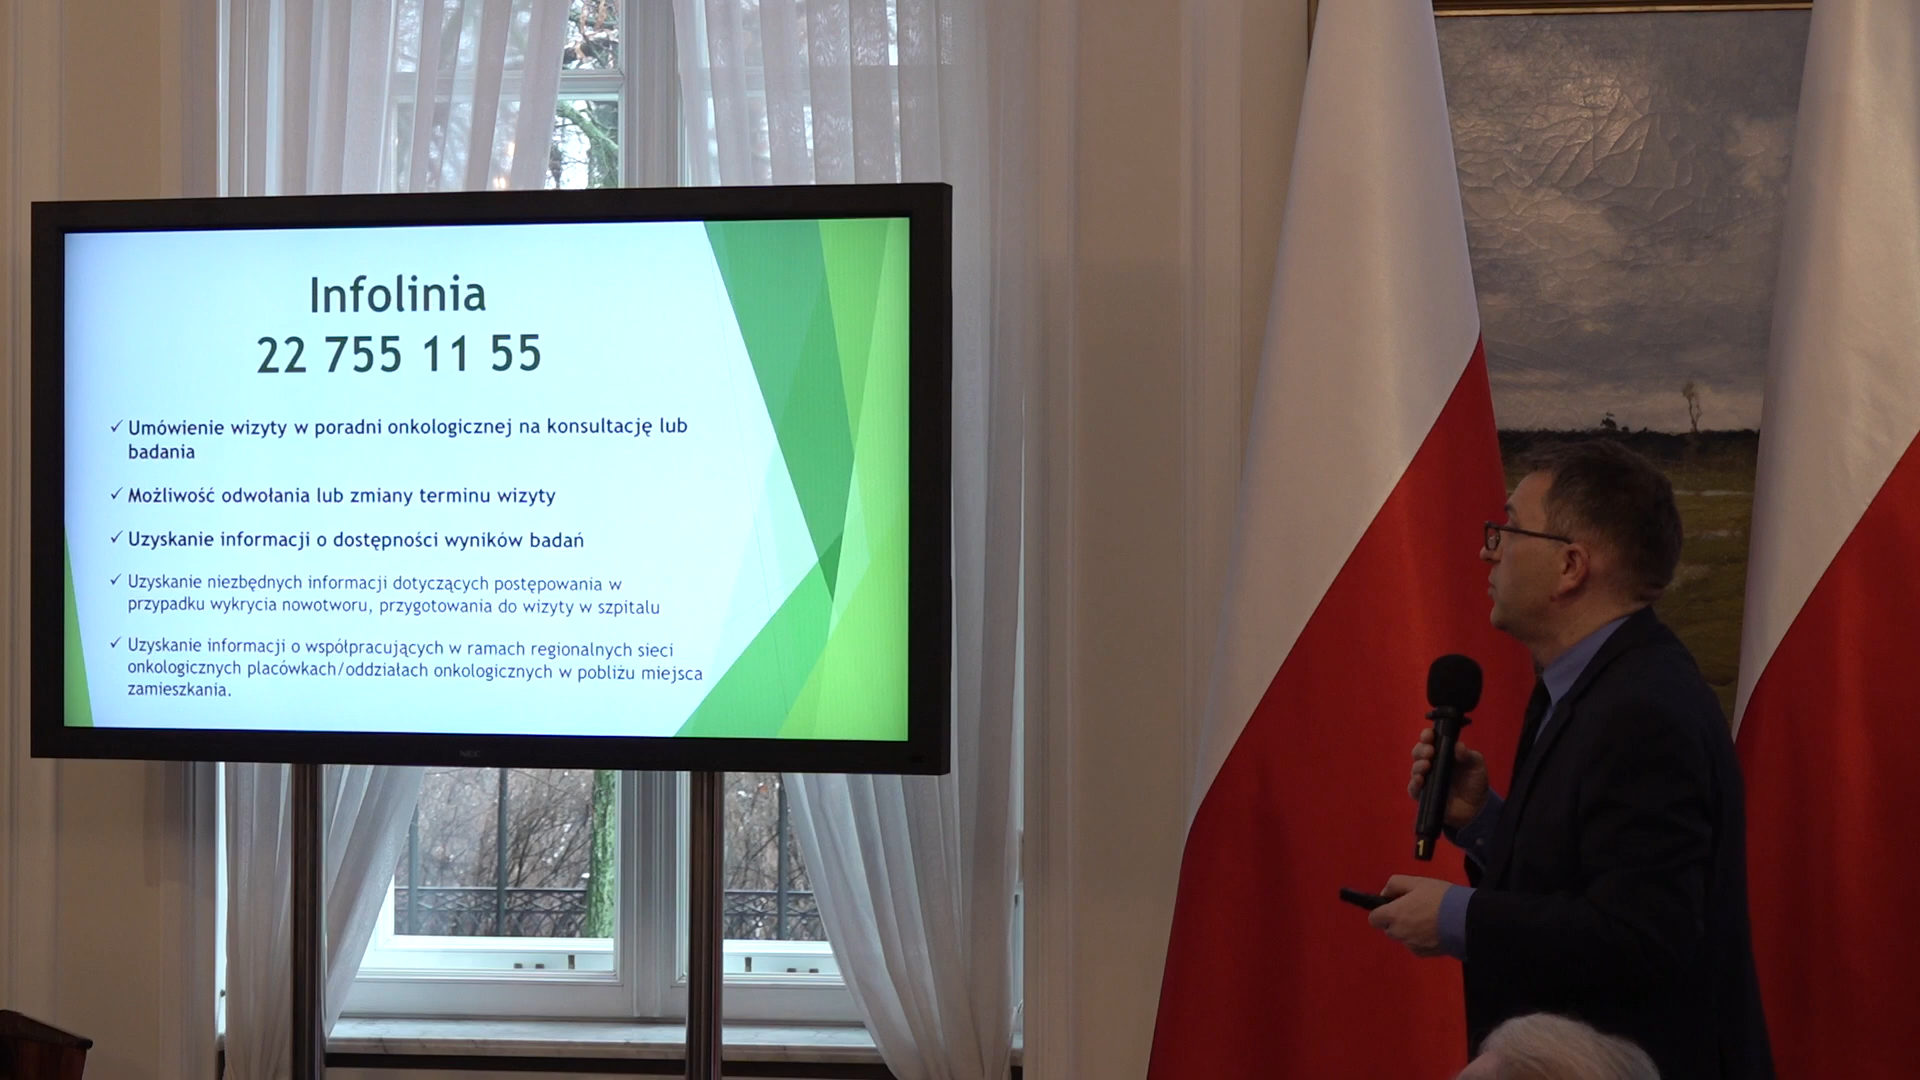 Infolinia
22 755 11 55
✓ Umówienie wizyty w poradni onkologicznej na konsultację lub
badania
✓ Możliwość odwołania lub zmiany terminu wizyty
✓ Uzyskanie informacji o dostępności wyników badań
✓ Uzyskanie niezbędnych informacji dotyczących postępowania w
przypadku wykrycia nowotworu, przygotowania do wizyty w szpitalu
✓ Uzyskanie informacji o współpracujących w ramach regionalnych sieci
onkologicznych placówkach/oddziałach onkologicznych w pobliżu miejsca
zamieszkania.
NEC
1